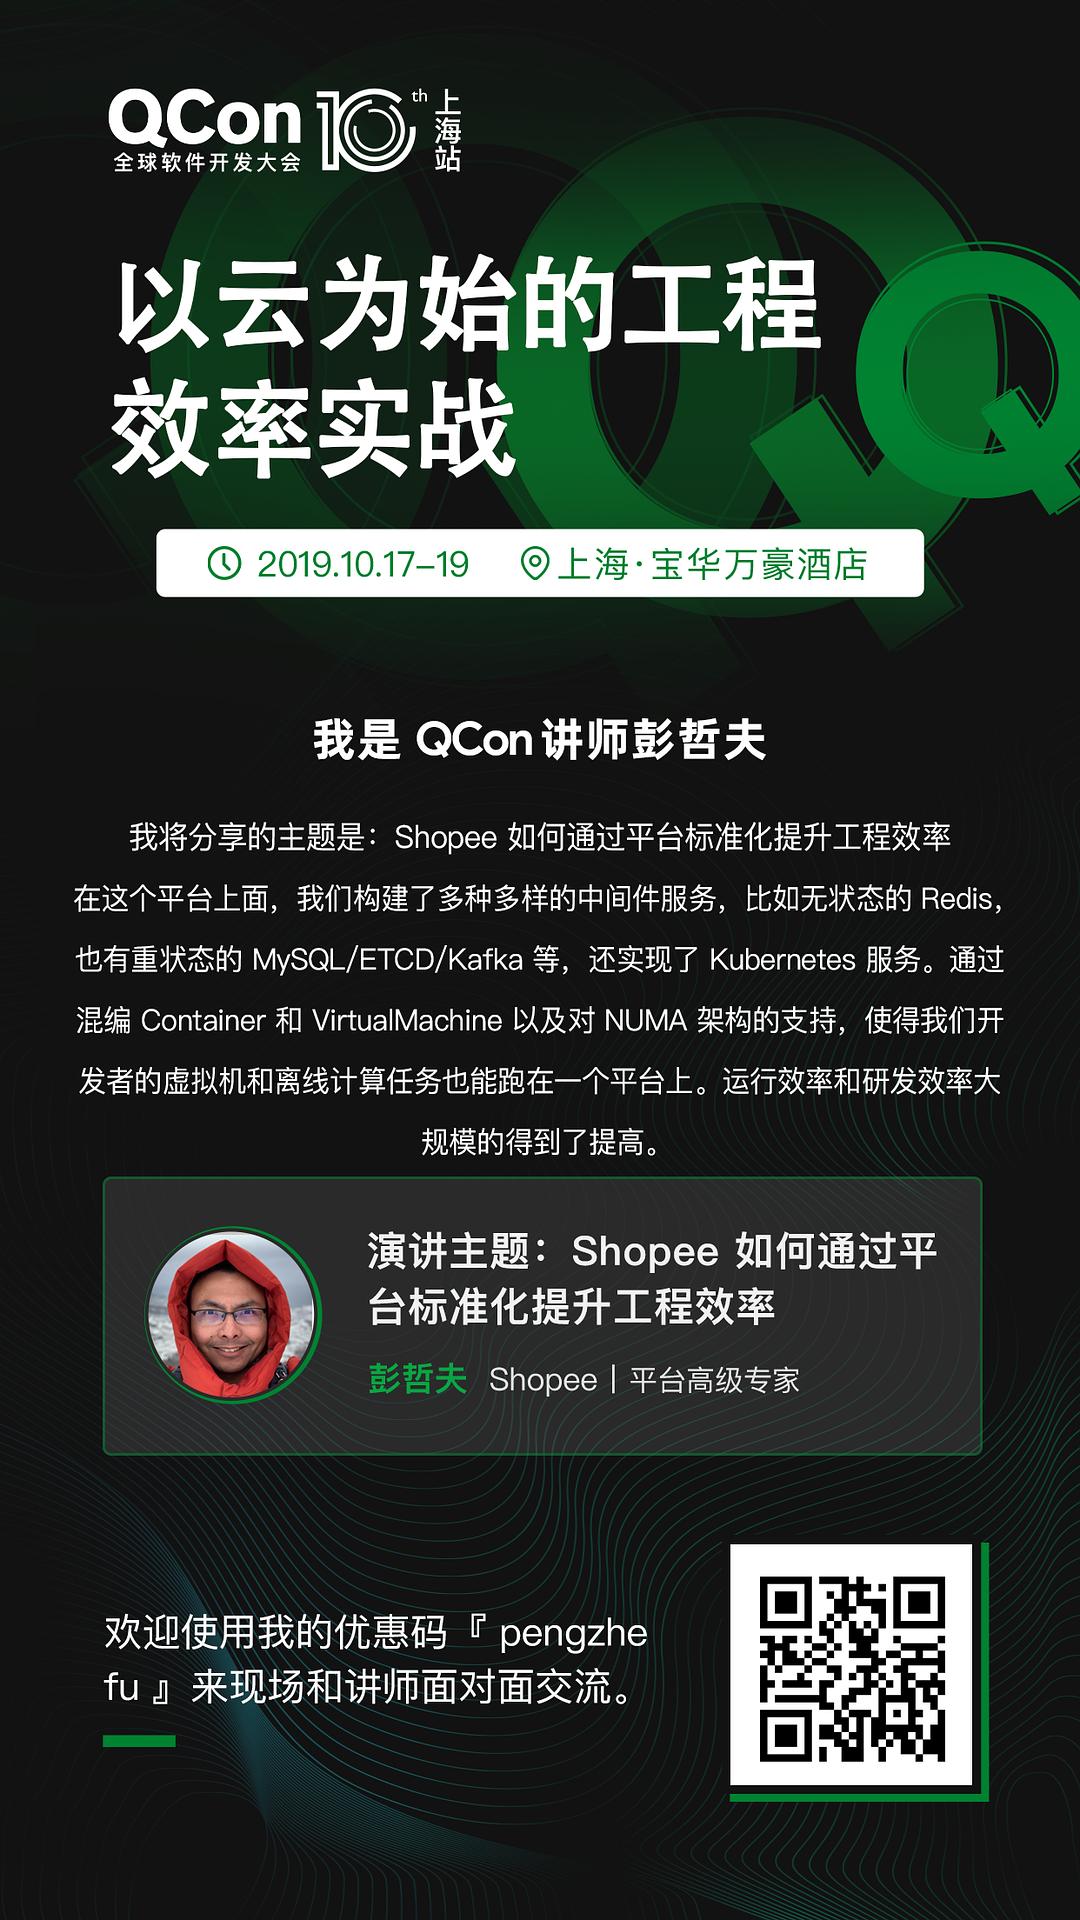 QCon 10th 上海站
全球软件开发大会
以云为始的工程
效率实战
2019.10.17-19 上海·宝华万豪酒店
我是 QCon 讲师彭哲夫
我将分享的主题是：Shopee 如何通过平台标准化提升工程效率
在这个平台上面，我们构建了多种多样的中间件服务，比如无状态的 Redis，
也有重状态的 MySQL/ETCD/Kafka 等，还实现了 Kubernetes 服务。通过
混编 Container 和 VirtualMachine 以及对 NUMA 架构的支持，使得我们开
发者的虚拟机和离线计算任务也能跑在一个平台上。运行效率和研发效率大
规模的得到了提高。
演讲主题：Shopee 如何通过平
台标准化提升工程效率
彭哲夫 Shopee｜平台高级专家
欢迎使用我的优惠码『 pengzhe
fu 』来现场和讲师面对面交流。